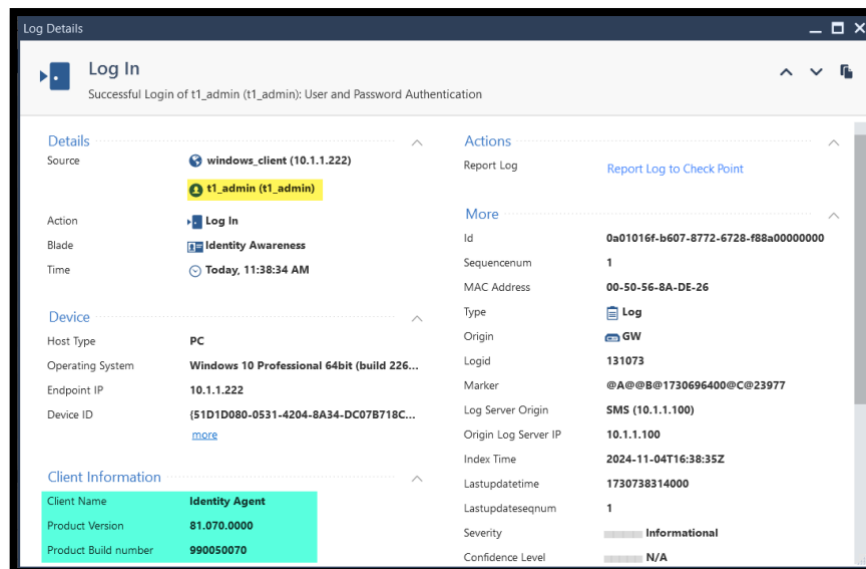 Log Details
Log In
Successful Login of t1_admin (t1_admin): User and Password Authentication
Details
Source windows_client (10.1.1.222)
t1_admin (t1_admin)
Action Log In
Blade Identity Awareness
Time Today, 11:38:34 AM
Device
Host Type PC
Operating System Windows 10 Professional 64bit (build 226...
Endpoint IP 10.1.1.222
Device ID {51D1D080-0531-4204-8A34-DC07B718C...
more
Client Information
Client Name Identity Agent
Product Version 81.070.0000
Product Build number 990050070
Actions
Report Log Report Log to Check Point
More
Id 0a01016f-b607-8772-6728-f88a00000000
Sequencenum 1
MAC Address 00-50-56-8A-DE-26
Type Log
Origin GW
Logid 131073
Marker @A@@B@1730696400@C@23977
Log Server Origin SMS (10.1.1.100)
Origin Log Server IP 10.1.1.100
Index Time 2024-11-04T16:38:35Z
Lastupdatetime 1730738314000
Lastupdateseqnum 1
Severity Informational
Confidence Level N/A